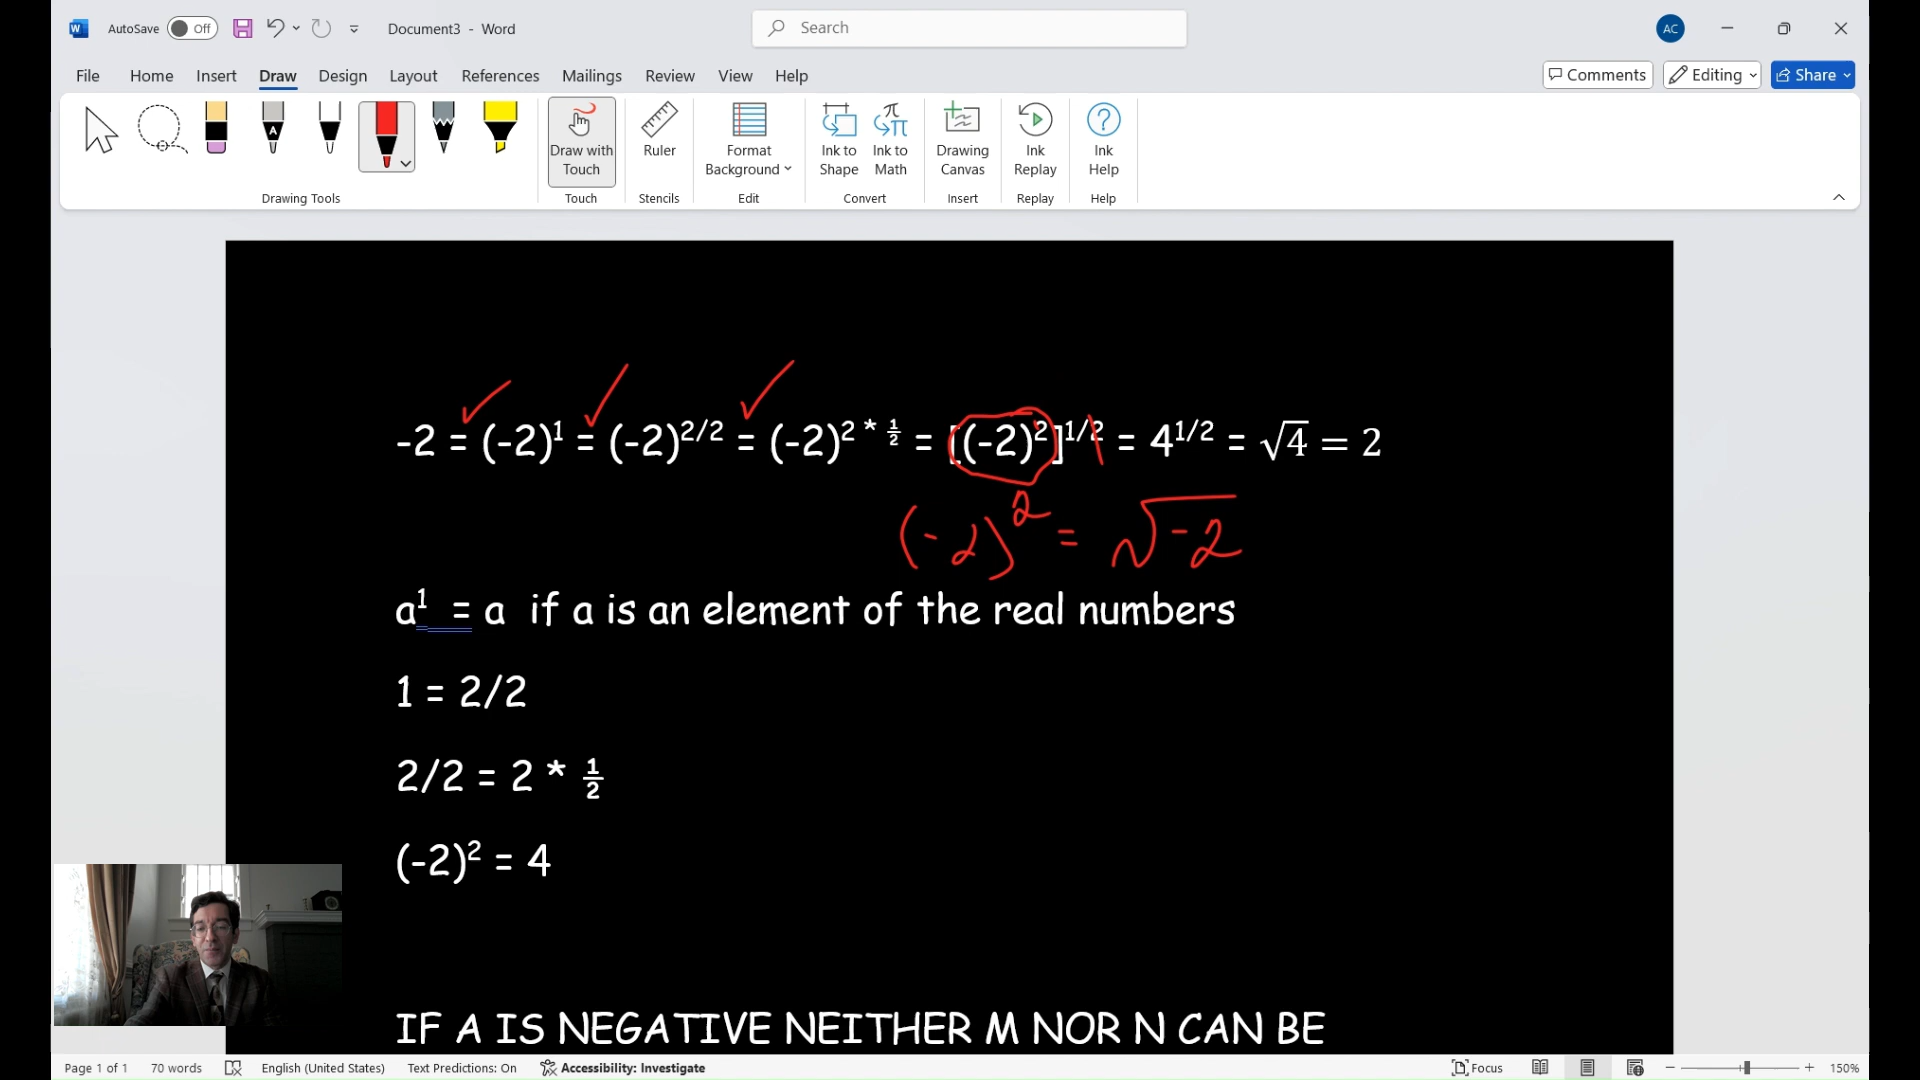 AutoSave Off Document3 - Word Search AC
File Home Insert Draw Design Layout References Mailings Review View Help Comments Editing Share
A
Draw with Touch
Ruler
Format Background
Ink to Shape
Ink to Math
Drawing Canvas
Ink Replay
Ink Help
Drawing Tools Touch Stencils Edit Convert Insert Replay Help
-2 = (-2)¹ = (-2)²/² = (-2)² * ½ = [(-2)²]¹/² = 4¹/² = √4 = 2
(-2)² = √-2
a¹ = a if a is an element of the real numbers
1 = 2/2
2/2 = 2 * ½
(-2)² = 4
IF A IS NEGATIVE NEITHER M NOR N CAN BE
Page 1 of 1 70 words English (United States) Text Predictions: On Accessibility: Investigate Focus 150%